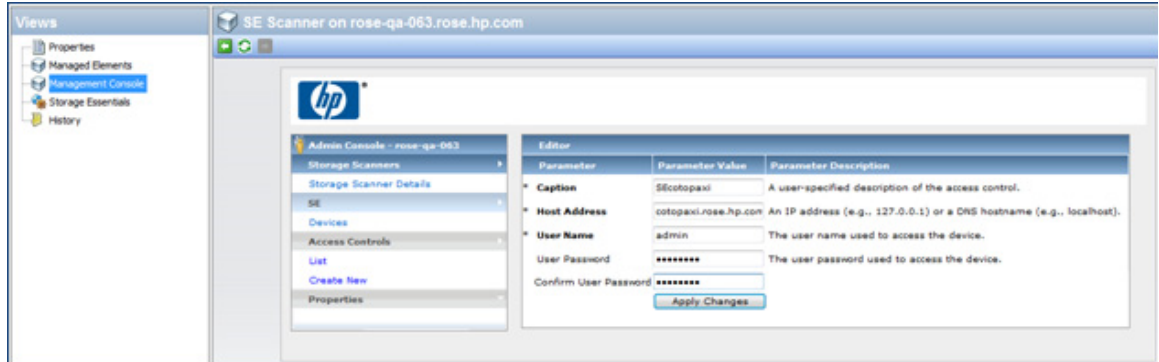 Views
Properties
Managed Elements
Management Console
Storage Essentials
History
SE Scanner on rose-qa-063.rose.hp.com
hp
Admin Console - rose-qa-063
Storage Scanners
Storage Scanner Details
SE
Devices
Access Controls
List
Create New
Properties
Editor
Parameter Parameter Value Parameter Description
* Caption SEcotopaxi A user-specified description of the access control.
* Host Address cotopaxi.rose.hp.com An IP address (e.g., 127.0.0.1) or a DNS hostname (e.g., localhost).
* User Name admin The user name used to access the device.
User Password •••••••• The user password used to access the device.
Confirm User Password ••••••••
Apply Changes